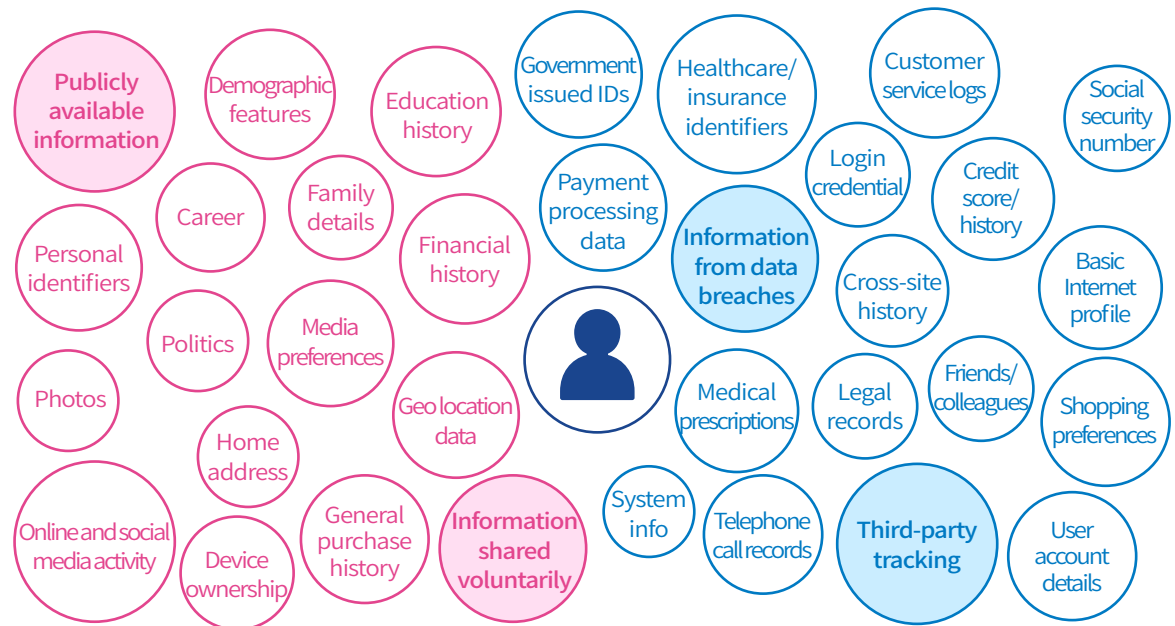 Publicly
available
information
Demographic
features
Education
history
Government
issued IDs
Healthcare/
insurance
identifiers
Customer
service logs
Social
security
number
Career
Family
details
Payment
processing
data
Login
credential
Credit
score/
history
Personal
identifiers
Financial
history
Information
from data
breaches
Cross-site
history
Basic
Internet
profile
Politics
Media
preferences
Photos
Geo location
data
Medical
prescriptions
Legal
records
Friends/
colleagues
Shopping
preferences
Home
address
Online and social
media activity
Device
ownership
General
purchase
history
Information
shared
voluntarily
System
info
Telephone
call records
Third-party
tracking
User
account
details